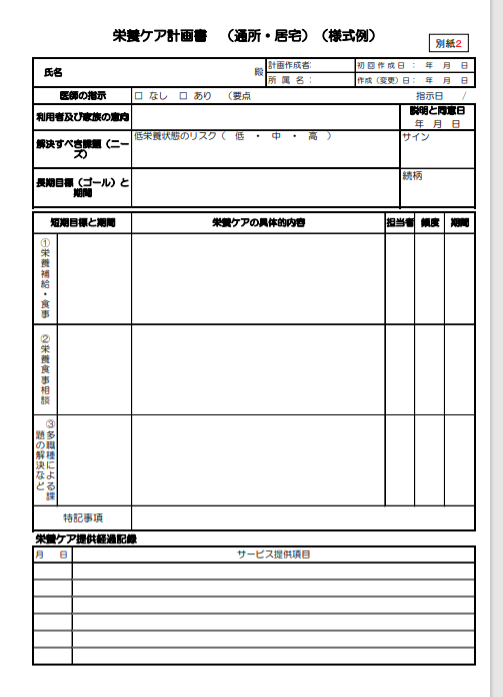 栄養ケア計画書 （通所・居宅）（様式例）
別紙2
氏名 殿
計画作成者:
初回作成日： 年 月 日
所属名：
作成（変更）日： 年 月 日
医師の指示 □ なし □ あり （要点 指示日 /
利用者及び家族の意向
説明と同意日
年 月 日
解決すべき課題（ニーズ）
低栄養状態のリスク（ 低 ・ 中 ・ 高 ）
サイン
長期目標（ゴール）と期間
続柄
短期目標と期間 栄養ケアの具体的内容 担当者 頻度 期間
①栄養補給・食事
②栄養食事相談
③多職種による課題の解決など
特記事項
栄養ケア提供経過記録
月 日 サービス提供項目